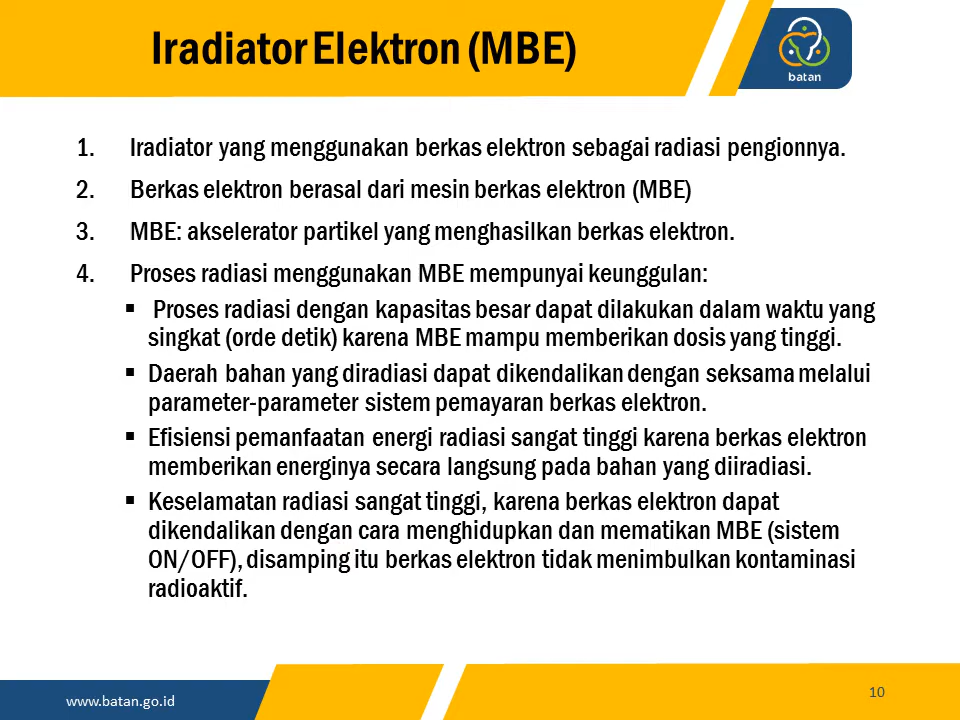 Iradiator Elektron (MBE)
batan
1. Iradiator yang menggunakan berkas elektron sebagai radiasi pengionnya.
2. Berkas elektron berasal dari mesin berkas elektron (MBE)
3. MBE: akselerator partikel yang menghasilkan berkas elektron.
4. Proses radiasi menggunakan MBE mempunyai keunggulan:
▪ Proses radiasi dengan kapasitas besar dapat dilakukan dalam waktu yang
singkat (orde detik) karena MBE mampu memberikan dosis yang tinggi.
▪ Daerah bahan yang diradiasi dapat dikendalikan dengan seksama melalui
parameter-parameter sistem pemayaran berkas elektron.
▪ Efisiensi pemanfaatan energi radiasi sangat tinggi karena berkas elektron
memberikan energinya secara langsung pada bahan yang diiradiasi.
▪ Keselamatan radiasi sangat tinggi, karena berkas elektron dapat
dikendalikan dengan cara menghidupkan dan mematikan MBE (sistem
ON/OFF), disamping itu berkas elektron tidak menimbulkan kontaminasi
radioaktif.
www.batan.go.id
10